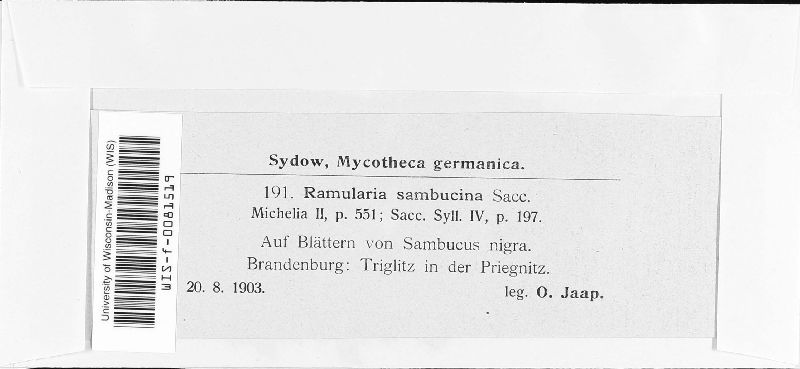 Sydow, Mycotheca germanica.
191. Ramularia sambucina Sacc.
Michelia II, p. 551; Sacc. Syll. IV, p. 197.
Auf Blättern von Sambucus nigra.
Brandenburg: Triglitz in der Priegnitz.
20. 8. 1903. leg. O. Jaap.
University of Wisconsin-Madison (WIS)
WIS-f-0081519